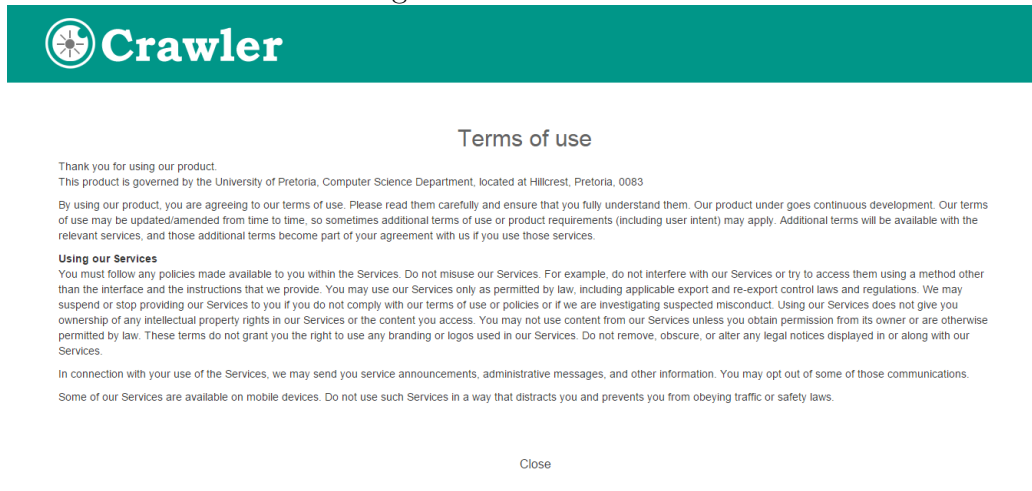 Crawler
Terms of use
Thank you for using our product.
This product is governed by the University of Pretoria, Computer Science Department, located at Hillcrest, Pretoria, 0083
By using our product, you are agreeing to our terms of use. Please read them carefully and ensure that you fully understand them. Our product under goes continuous development. Our terms
of use may be updated/amended from time to time, so sometimes additional terms of use or product requirements (including user intent) may apply. Additional terms will be available with the
relevant services, and those additional terms become part of your agreement with us if you use those services.
Using our Services
You must follow any policies made available to you within the Services. Do not misuse our Services. For example, do not interfere with our Services or try to access them using a method other
than the interface and the instructions that we provide. You may use our Services only as permitted by law, including applicable export and re-export control laws and regulations. We may
suspend or stop providing our Services to you if you do not comply with our terms of use or policies or if we are investigating suspected misconduct. Using our Services does not give you
ownership of any intellectual property rights in our Services or the content you access. You may not use content from our Services unless you obtain permission from its owner or are otherwise
permitted by law. These terms do not grant you the right to use any branding or logos used in our Services. Do not remove, obscure, or alter any legal notices displayed in or along with our
Services.
In connection with your use of the Services, we may send you service announcements, administrative messages, and other information. You may opt out of some of those communications.
Some of our Services are available on mobile devices. Do not use such Services in a way that distracts you and prevents you from obeying traffic or safety laws.
Close